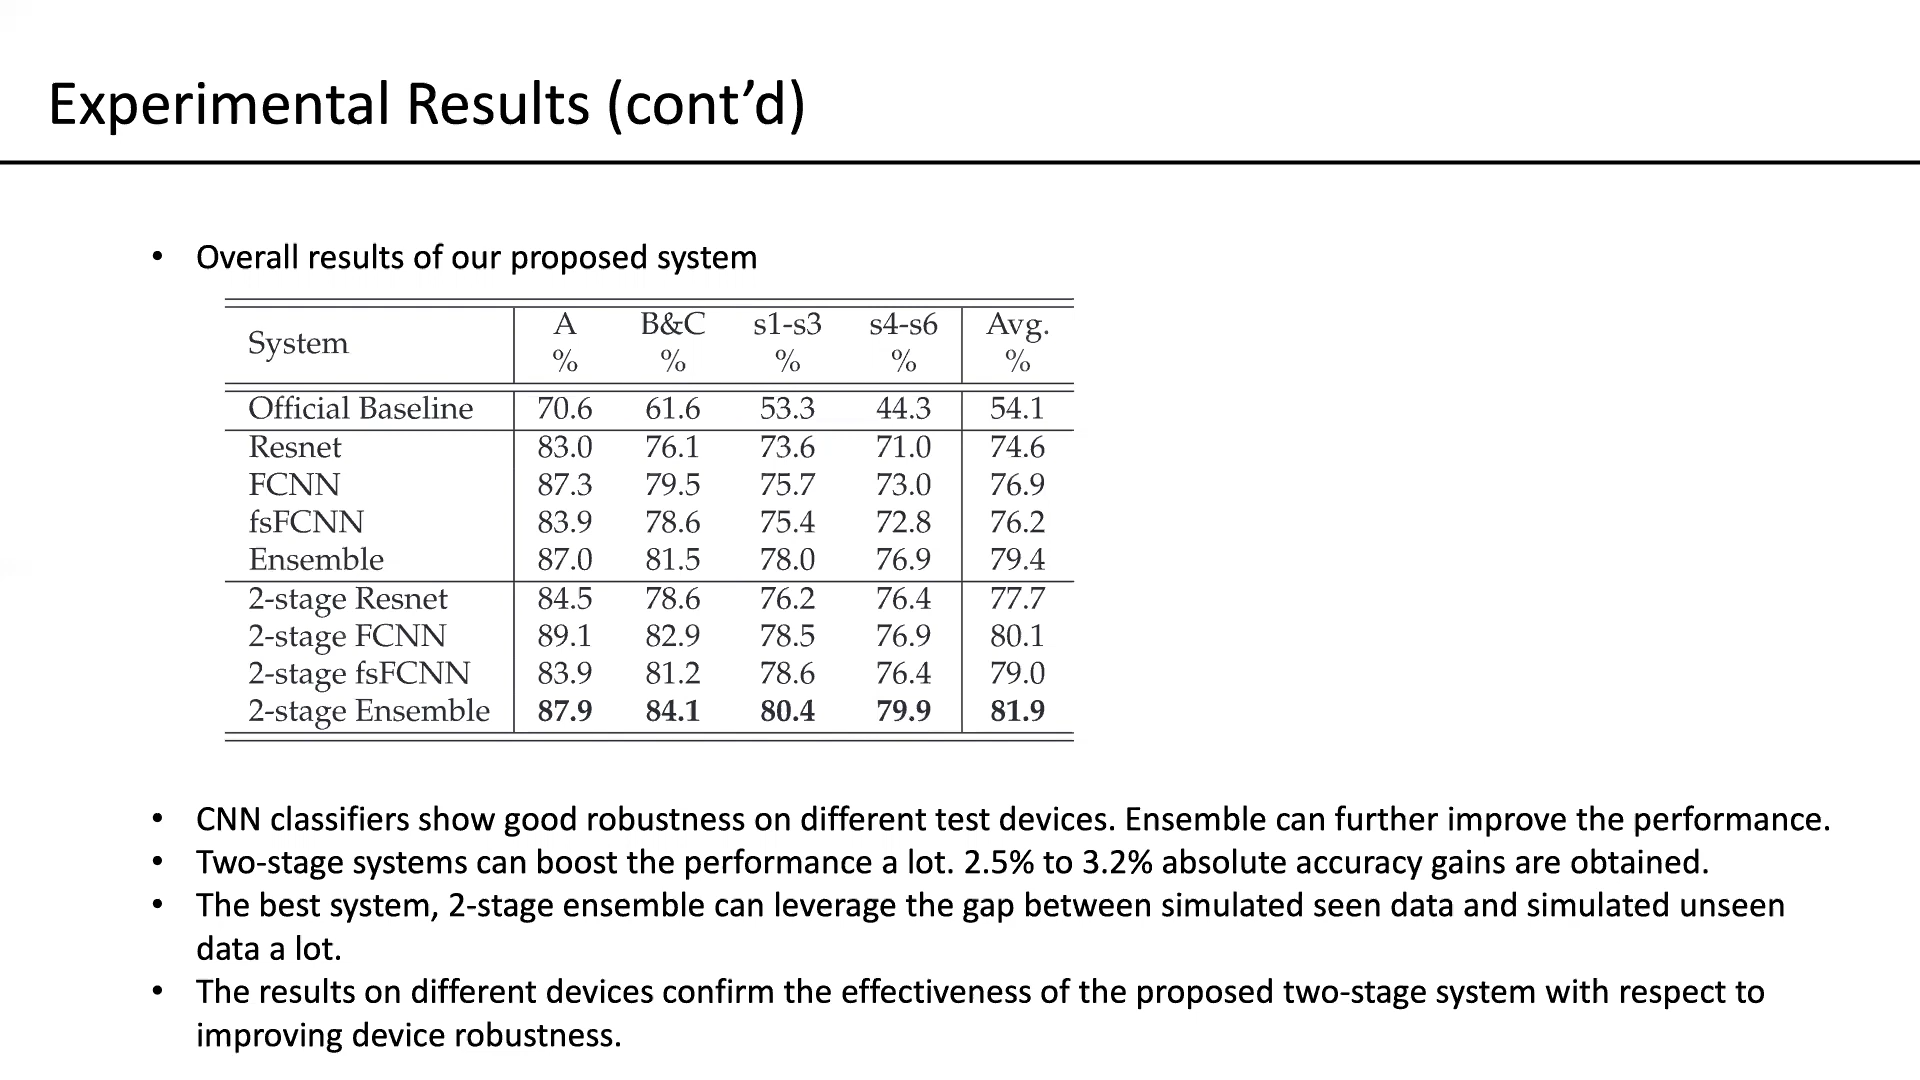 Experimental Results (cont’d)
• Overall results of our proposed system
System A B&C s1-s3 s4-s6 Avg.
% % % % %
Official Baseline 70.6 61.6 53.3 44.3 54.1
Resnet 83.0 76.1 73.6 71.0 74.6
FCNN 87.3 79.5 75.7 73.0 76.9
fsFCNN 83.9 78.6 75.4 72.8 76.2
Ensemble 87.0 81.5 78.0 76.9 79.4
2-stage Resnet 84.5 78.6 76.2 76.4 77.7
2-stage FCNN 89.1 82.9 78.5 76.9 80.1
2-stage fsFCNN 83.9 81.2 78.6 76.4 79.0
2-stage Ensemble 87.9 84.1 80.4 79.9 81.9
• CNN classifiers show good robustness on different test devices. Ensemble can further improve the performance.
• Two-stage systems can boost the performance a lot. 2.5% to 3.2% absolute accuracy gains are obtained.
• The best system, 2-stage ensemble can leverage the gap between simulated seen data and simulated unseen
data a lot.
• The results on different devices confirm the effectiveness of the proposed two-stage system with respect to
improving device robustness.